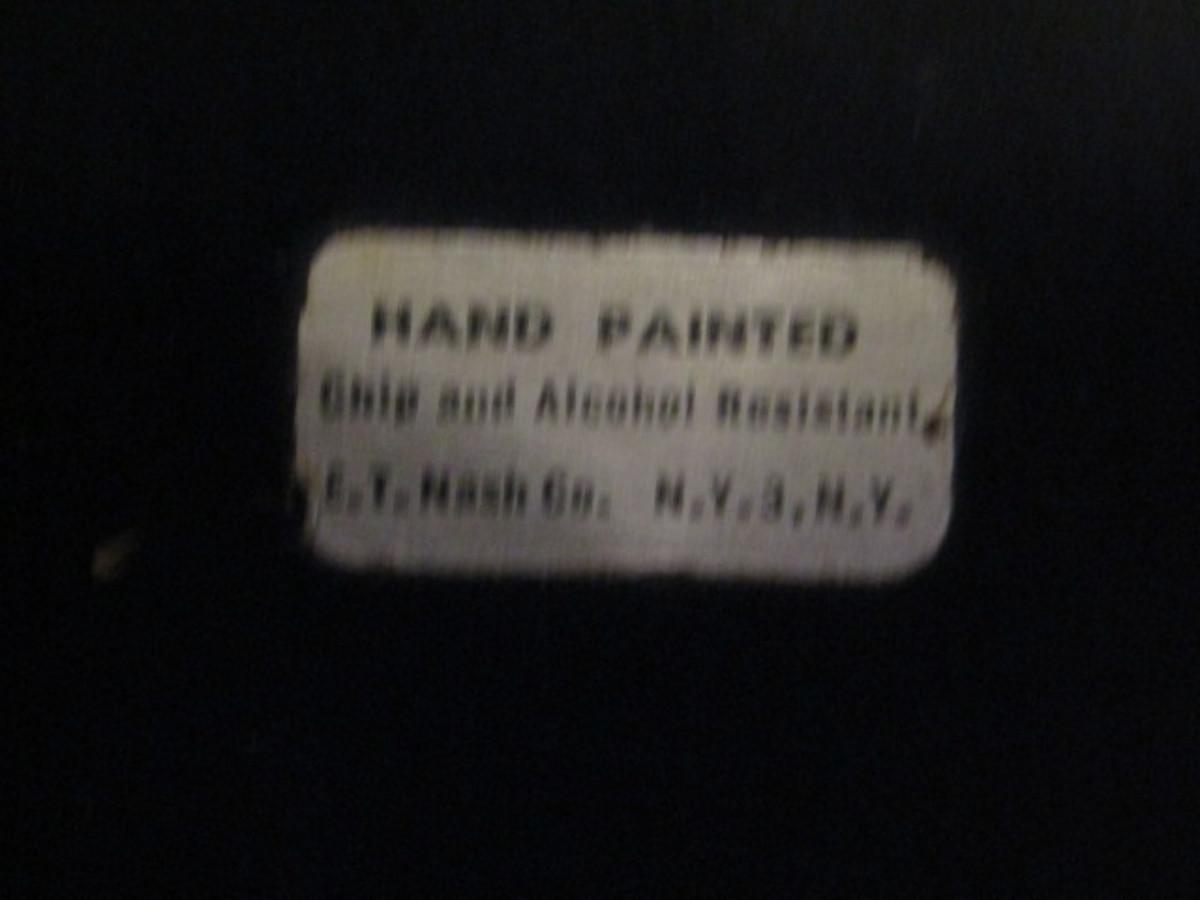 HAND PAINTED
Chip and Alcohol Resistant.
E.T. Nash Co. N.Y.3, N.Y.